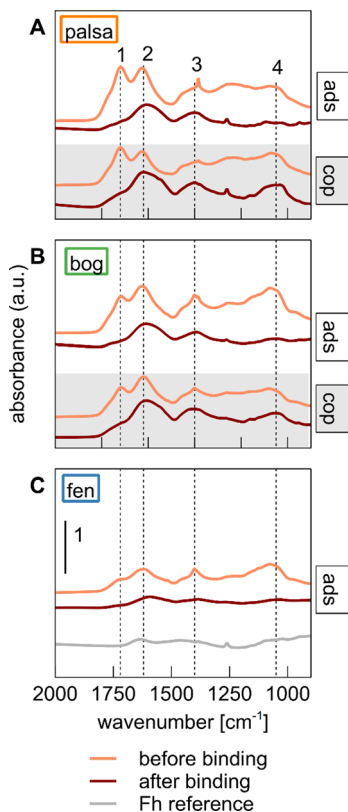 A palsa
1 2 3 4
ads
cop
B bog
ads
cop
C fen
1
ads
absorbance (a.u.)
2000 1750 1500 1250 1000
wavenumber [cm⁻¹]
before binding
after binding
Fh reference